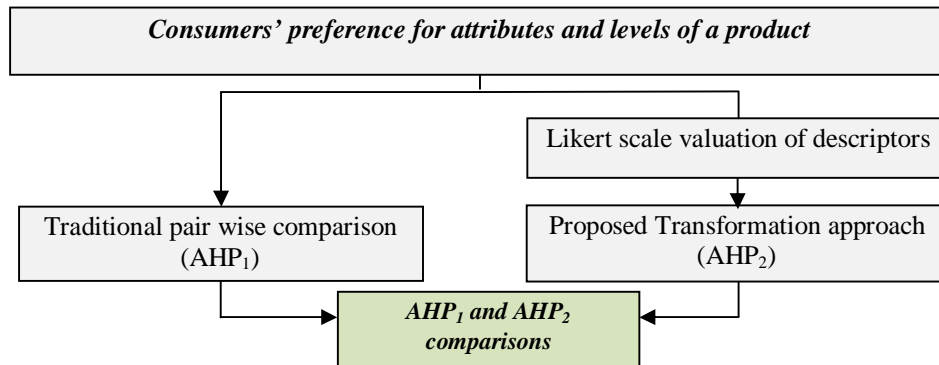 Consumers’ preference for attributes and levels of a product
Likert scale valuation of descriptors
Traditional pair wise comparison
(AHP₁)
Proposed Transformation approach
(AHP₂)
AHP₁ and AHP₂
comparisons